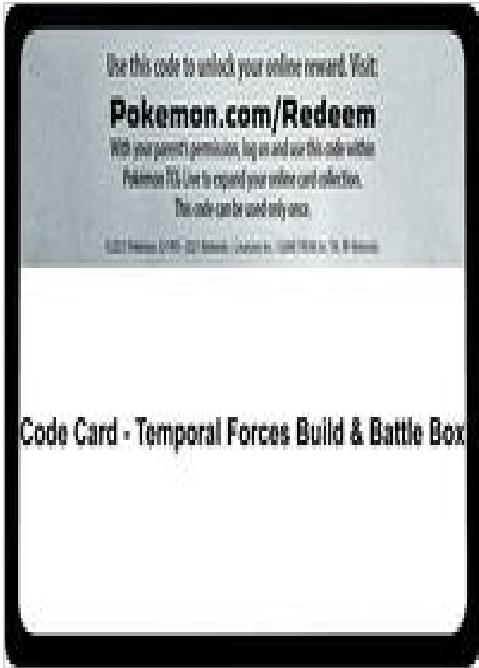 Use this code to unlock your online reward. Visit:
Pokemon.com/Redeem
With your parent's permission, log on and use this code within
Pokémon TCG Live to expand your online card collection.
This code can be used only once.
Code Card - Temporal Forces Build & Battle Box